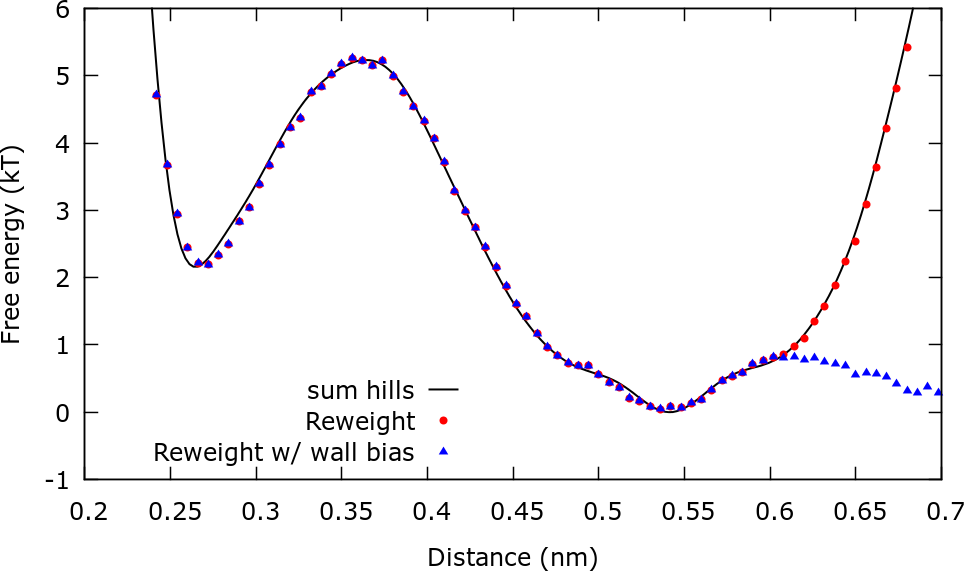 6
5
4
3
2
1
0
-1
Free energy (kT)
sum hills
Reweight
Reweight w/ wall bias
0.2 0.25 0.3 0.35 0.4 0.45 0.5 0.55 0.6 0.65 0.7
Distance (nm)